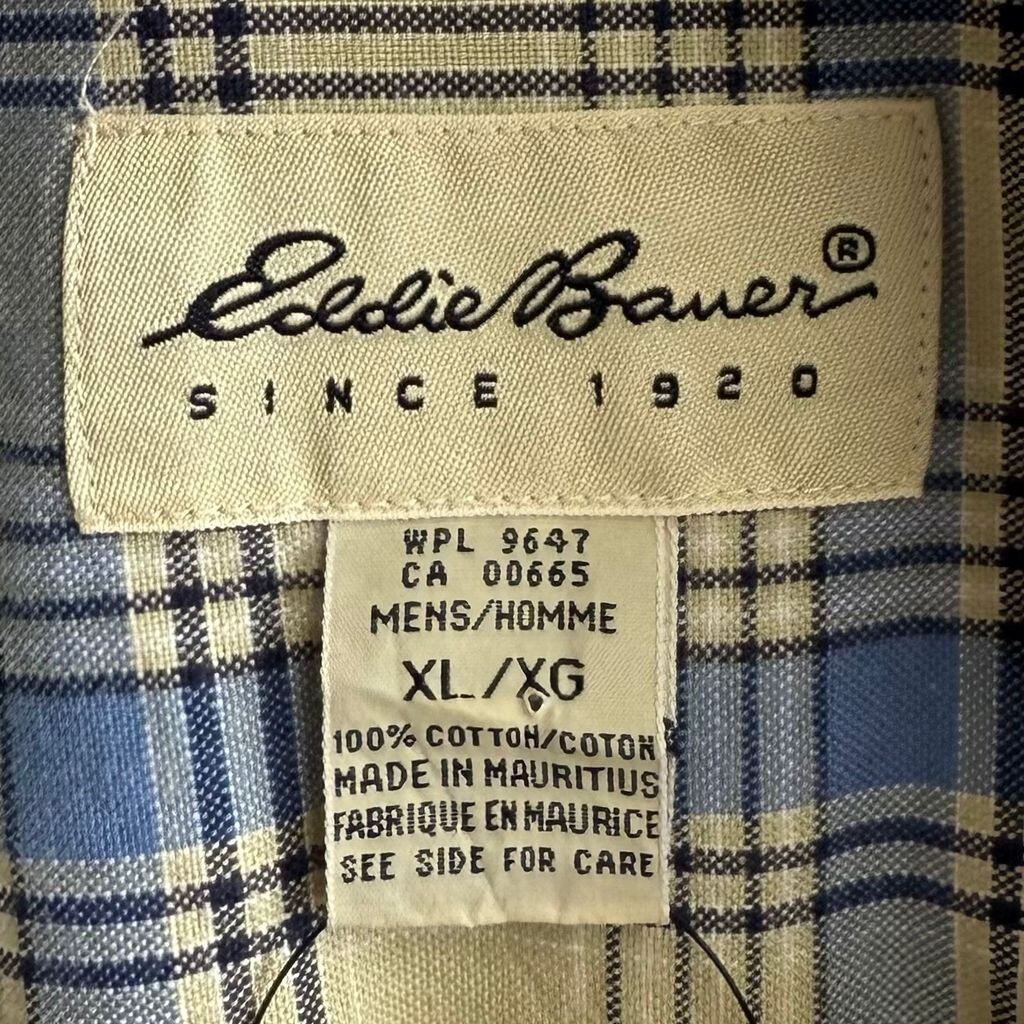 Eddie Bauer®
SINCE 1920
WPL 9647
CA 00665
MENS/HOMME
XL/XG
100% COTTON/COTON
MADE IN MAURITIUS
FABRIQUE EN MAURICE
SEE SIDE FOR CARE